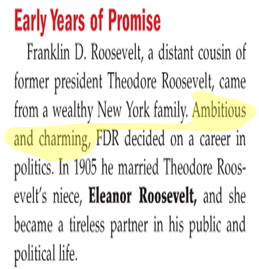 Early Years of Promise
Franklin D. Roosevelt, a distant cousin of
former president Theodore Roosevelt, came
from a wealthy New York family. Ambitious
and charming, FDR decided on a career in
politics. In 1905 he married Theodore Roos-
evelt's niece, Eleanor Roosevelt, and she
became a tireless partner in his public and
political life.